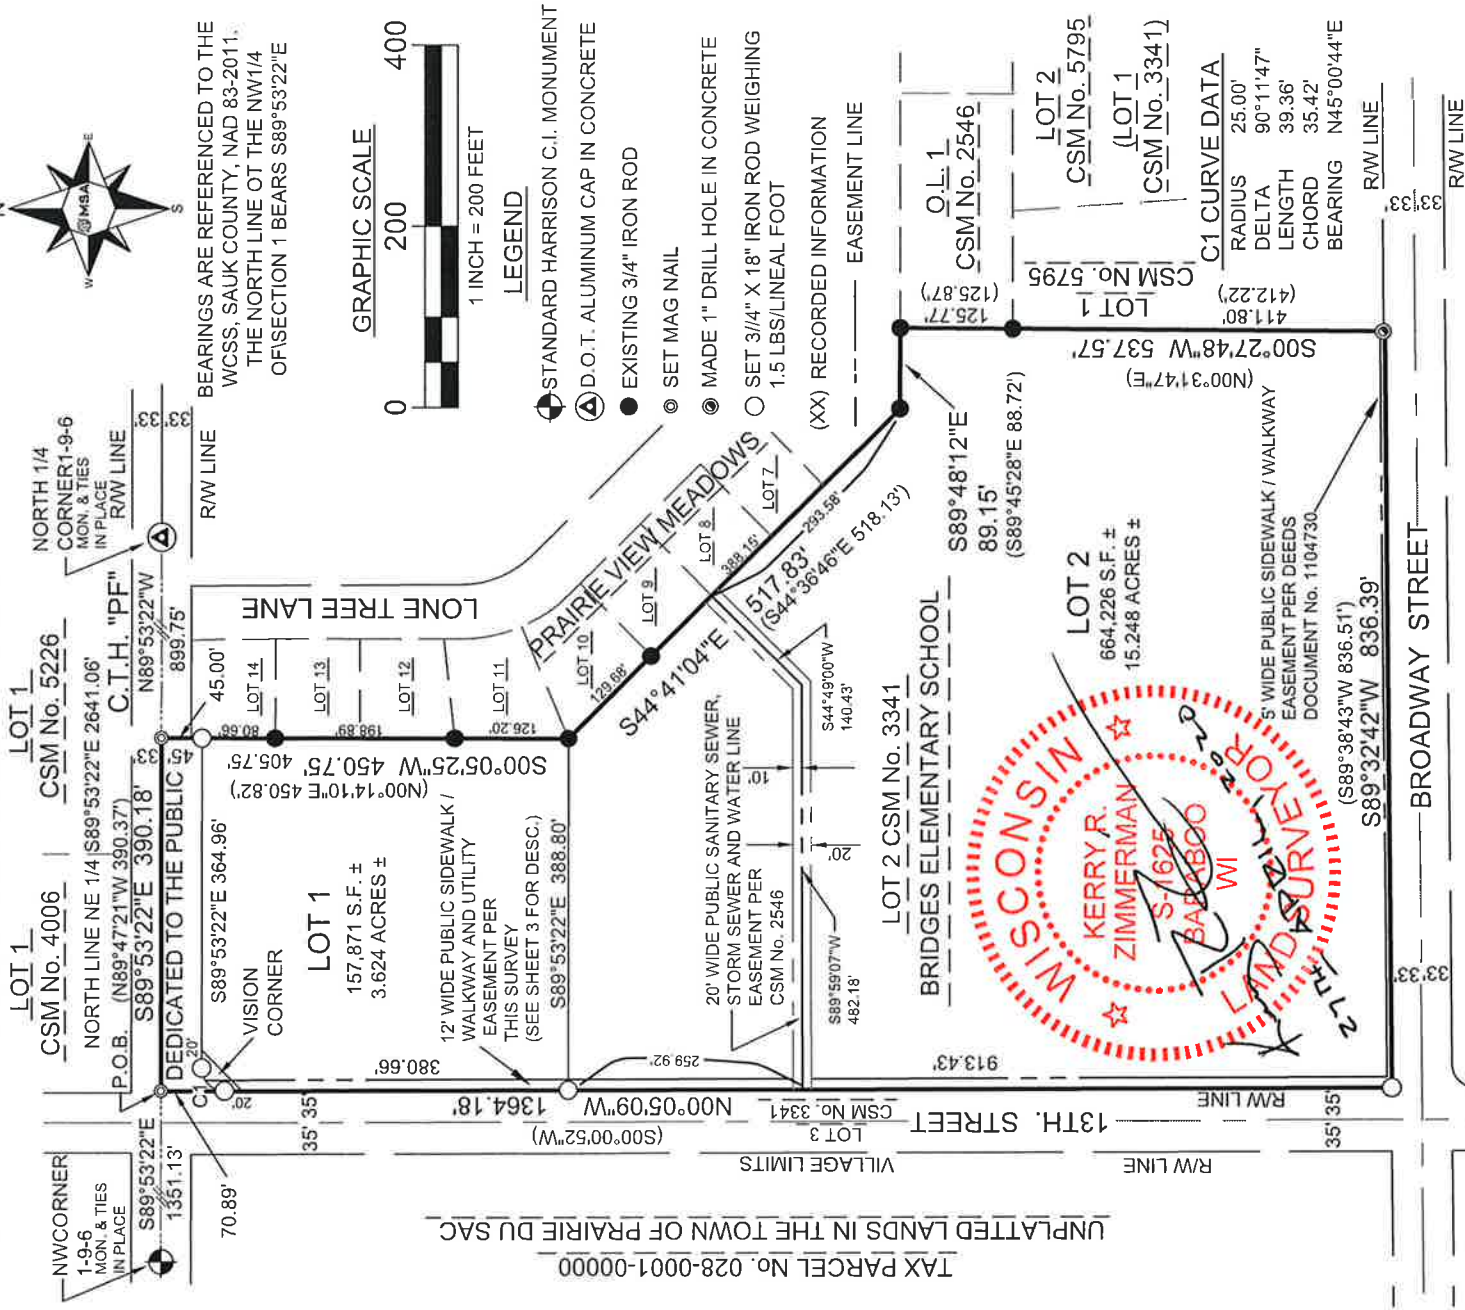 N
W
E
S
MSA
BEARINGS ARE REFERENCED TO THE
WCSS, SAUK COUNTY, NAD 83-2011.
THE NORTH LINE OT THE NW1/4
OFISECTION 1 BEARS S89°53'22"E
GRAPHIC SCALE
0 200 400
1 INCH = 200 FEET
LEGEND
STANDARD HARRISON C.I. MONUMENT
D.O.T. ALUMINUM CAP IN CONCRETE
EXISTING 3/4" IRON ROD
SET MAG NAIL
MADE 1" DRILL HOLE IN CONCRETE
SET 3//4" X 18" IRON ROD WEIGHING
1.5 LBS/LINEAL FOOT
(XX) RECORDED INFORMATION
EASEMENT LINE
NORTH 1/4
CORNER1-9-6
MON. & TIES
IN PLACE
R/W LINE
33'
33'
R/W LINE
C.T.H. "PF"
N89°53'22"W
899.75'
45.00'
LOT 1
CSM No. 5226
LOT 1
CSM No. 4006
NORTH LINE NE 1/4 S89°53'22"E 2641.06'
P.O.B.
(N89°47'21"W 390.37')
S89°53'22"E 390.18'
33'
45'
DEDICATED TO THE PUBLIC
S89°53'22"E 364.96'
20'
C1
20'
VISION
CORNER
LOT 1
157,871 S.F. ±
3.624 ACRES ±
12' WIDE PUBLIC SIDEWALK /
WALKWAY AND UTILITY
EASEMENT PER
THIS SURVEY
(SEE SHEET 3 FOR DESC.)
S89°53'22"E 388.80'
S00°05'25"W 450.75'
405.75'
(N00°14'10"E 450.82')
80.66'
198.89'
126.20'
LOT 14
LOT 13
LOT 12
LOT 11
LOT 10
LOT 9
LOT 8
LOT 7
LONE TREE LANE
PRAIRIE VIEW MEADOWS
129.68'
388.15'
293.58'
S44°41'04"E
517.83'
(S44°36'46"E 518.13')
S44°49'00"W
140.43'
20' WIDE PUBLIC SANITARY SEWER,
STORM SEWER AND WATER LINE
EASEMENT PER
CSM No. 2546
10'
20'
S89°59'07"W
482.18'
LOT 2 CSM No. 3341
BRIDGES ELEMENTARY SCHOOL
S89°48'12"E
89.15'
(S89°45'28"E 88.72')
LOT 2
664,226 S.F. ±
15.248 ACRES ±
5' WIDE PUBLIC SIDEWALK / WALKWAY
EASEMENT PER DEEDS
DOCUMENT No. 1104730
(S89°38'43"W 836.51')
S89°32'42"W 836.39'
BROADWAY STREET
33' 33'
O.L. 1
CSM No. 2546
125.77'
(125.87')
LOT 1
CSM No. 5795
411.80'
(412.22')
S00°27'48"W 537.57'
(N00°31'47"E)
LOT 2
CSM No. 5795
(LOT 1
CSM No. 3341)
C1 CURVE DATA
RADIUS 25.00'
DELTA 90°11'47"
LENGTH 39.36'
CHORD 35.42'
BEARING N45°00'44"E
R/W LINE
33' 33'
R/W LINE
NWCORNER
1-9-6
MON. & TIES
IN PLACE
S89°53'22"E
1351.13'
70.89'
35' 35'
380.66'
259.92'
913.43'
N00°05'09"W 1364.18'
(S00°00'52"W)
LOT 3
CSM No. 3341
13TH. STREET
VILLAGE LIMITS
R/W LINE
R/W LINE
35' 35'
UNPLATTED LANDS IN THE TOWN OF PRAIRIE DU SAC
TAX PARCEL No. 028-0001-00000
WISCONSIN
KERRY R.
ZIMMERMAN
S-1625
BARABOO
WI
LAND SURVEYOR
27TH APRIL 2020